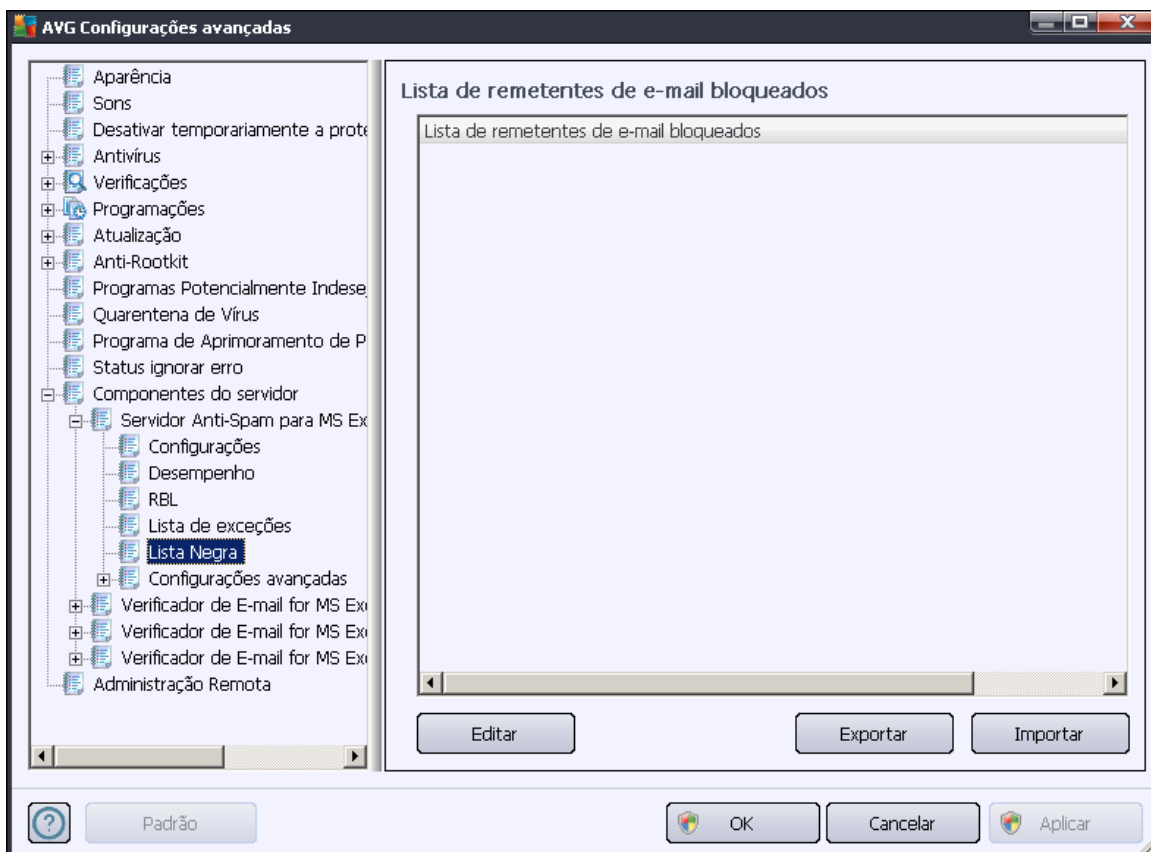 AVG Configurações avançadas
Aparência
Sons
Desativar temporariamente a prote
Antivírus
Verificações
Programações
Atualização
Anti-Rootkit
Programas Potencialmente Indese
Quarentena de Vírus
Programa de Aprimoramento de P
Status ignorar erro
Componentes do servidor
Servidor Anti-Spam para MS Ex
Configurações
Desempenho
RBL
Lista de exceções
Lista Negra
Configurações avançadas
Verificador de E-mail for MS Ex
Verificador de E-mail for MS Ex
Verificador de E-mail for MS Ex
Administração Remota
Lista de remetentes de e-mail bloqueados
Lista de remetentes de e-mail bloqueados
Editar
Exportar
Importar
Padrão
OK
Cancelar
Aplicar